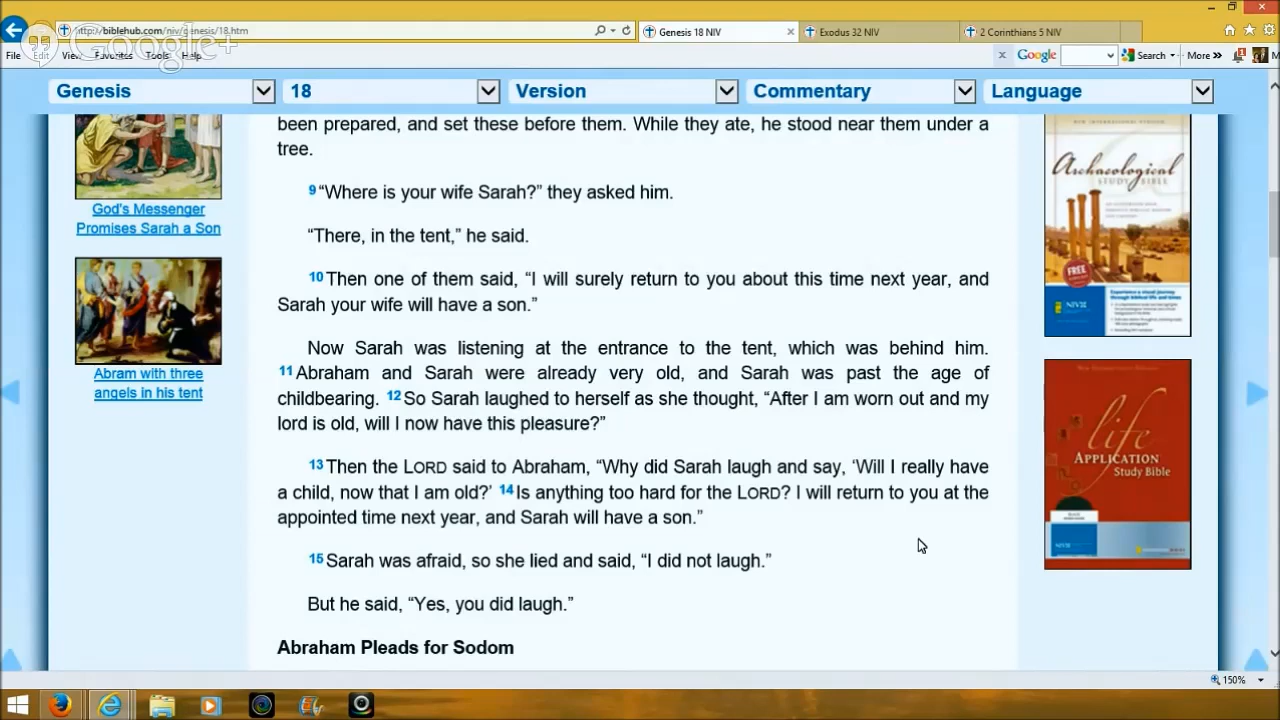 http://biblehub.com/niv/genesis/18.htm
Genesis 18 NIV
Exodus 32 NIV
2 Corinthians 5 NIV
Google+
File Edit View Favorites Tools Help
Google
Search
More »
Genesis
18
Version
Commentary
Language
been prepared, and set these before them. While they ate, he stood near them under a
tree.
9 “Where is your wife Sarah?” they asked him.
“There, in the tent,” he said.
10 Then one of them said, “I will surely return to you about this time next year, and
Sarah your wife will have a son.”
Now Sarah was listening at the entrance to the tent, which was behind him.
11 Abraham and Sarah were already very old, and Sarah was past the age of
childbearing. 12 So Sarah laughed to herself as she thought, “After I am worn out and my
lord is old, will I now have this pleasure?”
13 Then the LORD said to Abraham, “Why did Sarah laugh and say, ‘Will I really have
a child, now that I am old?’ 14 Is anything too hard for the LORD? I will return to you at the
appointed time next year, and Sarah will have a son.”
15 Sarah was afraid, so she lied and said, “I did not laugh.”
But he said, “Yes, you did laugh.”
Abraham Pleads for Sodom
God's Messenger
Promises Sarah a Son
Abram with three
angels in his tent
Archaeological
STUDY BIBLE
FREE
NIV
life
APPLICATION
Study Bible
150%